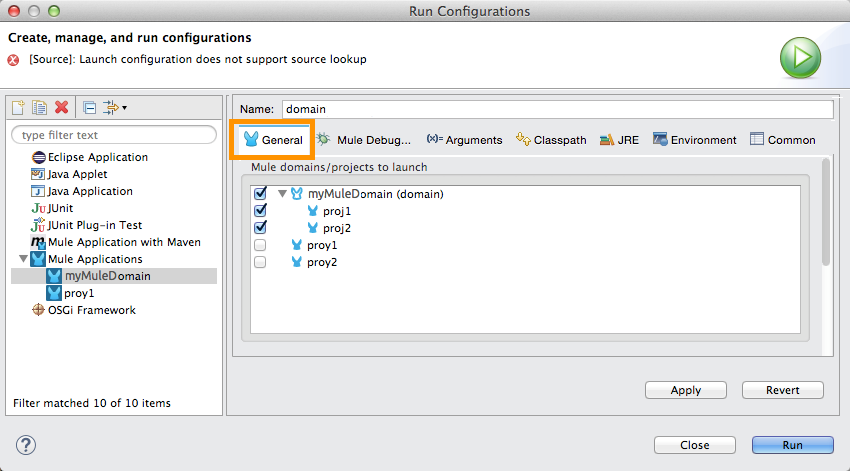 Run Configurations
Create, manage, and run configurations
[Source]: Launch configuration does not support source lookup
type filter text
Eclipse Application
Java Applet
Java Application
JUnit
JUnit Plug-in Test
Mule Application with Maven
Mule Applications
myMuleDomain
proy1
OSGi Framework
Filter matched 10 of 10 items
Name: domain
General Mule Debug... (x)= Arguments Classpath JRE Environment Common
Mule domains/projects to launch
myMuleDomain (domain)
proj1
proj2
proy1
proy2
Apply Revert
? Close Run